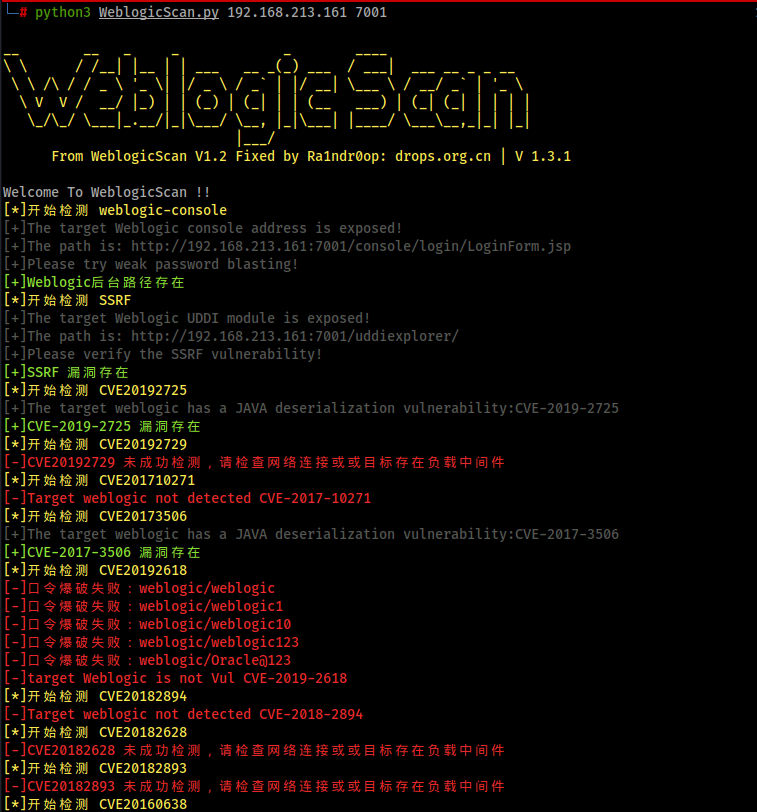 # python3 WeblogicScan.py 192.168.213.161 7001
From WeblogicScan V1.2 Fixed by Ra1ndr0op: drops.org.cn | V 1.3.1
Welcome To WeblogicScan !!
[*]开始检测 weblogic-console
[+]The target Weblogic console address is exposed!
[+]The path is: http://192.168.213.161:7001/console/login/LoginForm.jsp
[+]Please try weak password blasting!
[+]Weblogic后台路径存在
[*]开始检测 SSRF
[+]The target Weblogic UDDI module is exposed!
[+]The path is: http://192.168.213.161:7001/uddiexplorer/
[+]Please verify the SSRF vulnerability!
[+]SSRF 漏洞存在
[*]开始检测 CVE20192725
[+]The target weblogic has a JAVA deserialization vulnerability:CVE-2019-2725
[+]CVE-2019-2725 漏洞存在
[*]开始检测 CVE20192729
[-]CVE20192729 未成功检测，请检查网络连接或或目标存在负载中间件
[*]开始检测 CVE201710271
[-]Target weblogic not detected CVE-2017-10271
[*]开始检测 CVE20173506
[+]The target weblogic has a JAVA deserialization vulnerability:CVE-2017-3506
[+]CVE-2017-3506 漏洞存在
[*]开始检测 CVE20192618
[-]口令爆破失败：weblogic/weblogic
[-]口令爆破失败：weblogic/weblogic1
[-]口令爆破失败：weblogic/weblogic10
[-]口令爆破失败：weblogic/weblogic123
[-]口令爆破失败：weblogic/Oracle@123
[-]target Weblogic is not Vul CVE-2019-2618
[*]开始检测 CVE20182894
[-]Target weblogic not detected CVE-2018-2894
[*]开始检测 CVE20182628
[-]CVE20182628 未成功检测，请检查网络连接或或目标存在负载中间件
[*]开始检测 CVE20182893
[-]CVE20182893 未成功检测，请检查网络连接或或目标存在负载中间件
[*]开始检测 CVE20160638